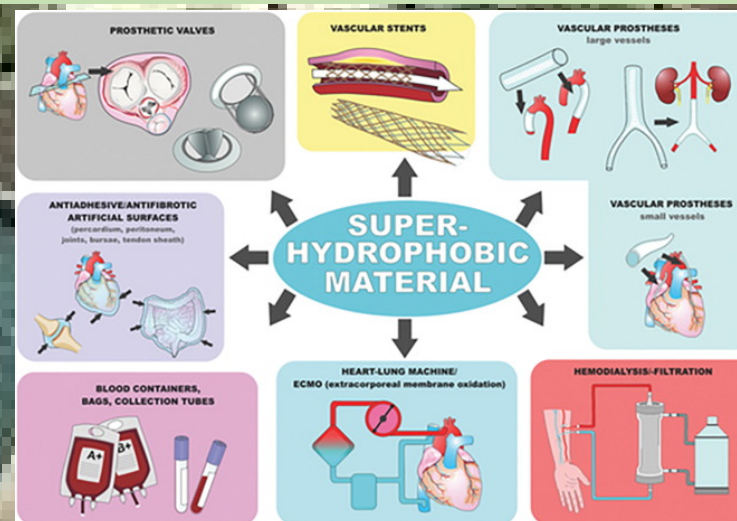 PROSTHETIC VALVES
VASCULAR STENTS
VASCULAR PROSTHESES
large vessels
ANTIADHESIVE/ANTIFIBROTIC
ARTIFICIAL SURFACES
(percardium, peritoneum,
joints, bursae, tendon sheath)
SUPER-
HYDROPHOBIC
MATERIAL
VASCULAR PROSTHESES
small vessels
BLOOD CONTAINERS,
BAGS, COLLECTION TUBES
A+
B+
HEART-LUNG MACHINE/
ECMO (extracorporeal membrane oxidation)
HEMODIALYSIS/-FILTRATION